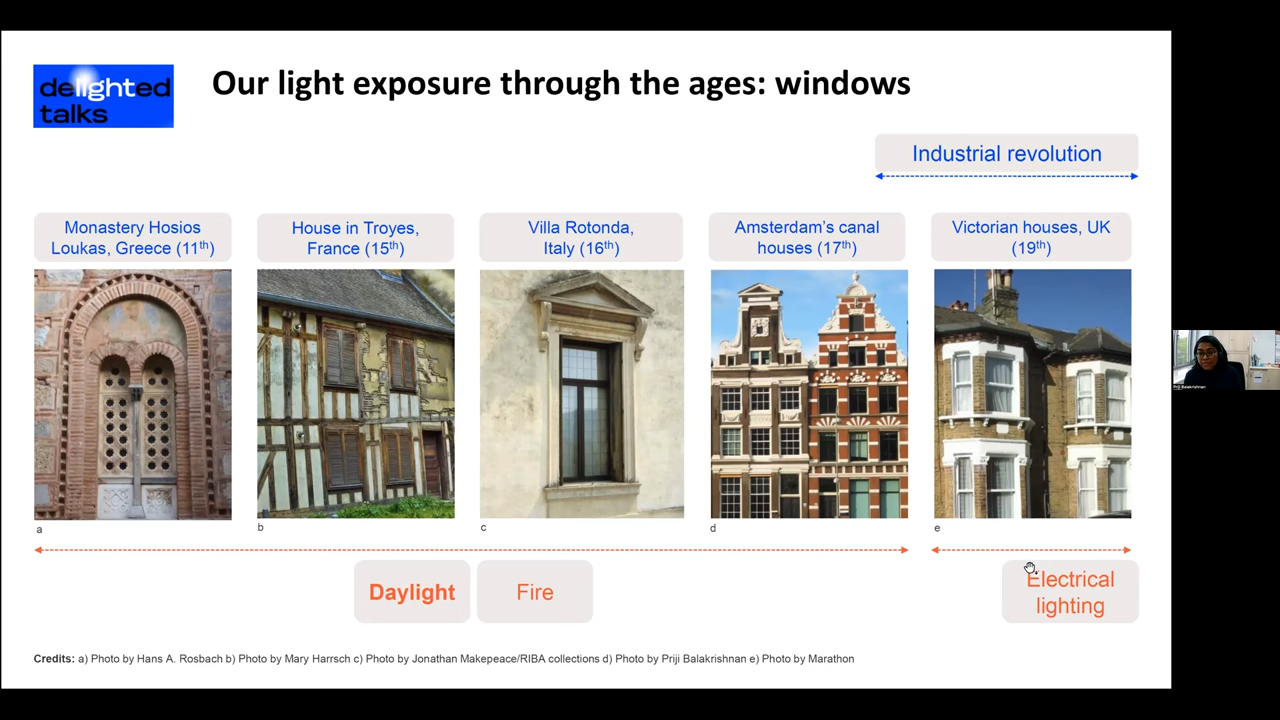 delighted
talks
Our light exposure through the ages: windows
Industrial revolution
Monastery Hosios
Loukas, Greece (11th)
House in Troyes,
France (15th)
Villa Rotonda,
Italy (16th)
Amsterdam's canal
houses (17th)
Victorian houses, UK
(19th)
a
b
c
d
e
Daylight
Fire
Electrical
lighting
Credits: a) Photo by Hans A. Rosbach b) Photo by Mary Harrsch c) Photo by Jonathan Makepeace/RIBA collections d) Photo by Priji Balakrishnan e) Photo by Marathon
Priji Balakrishnan